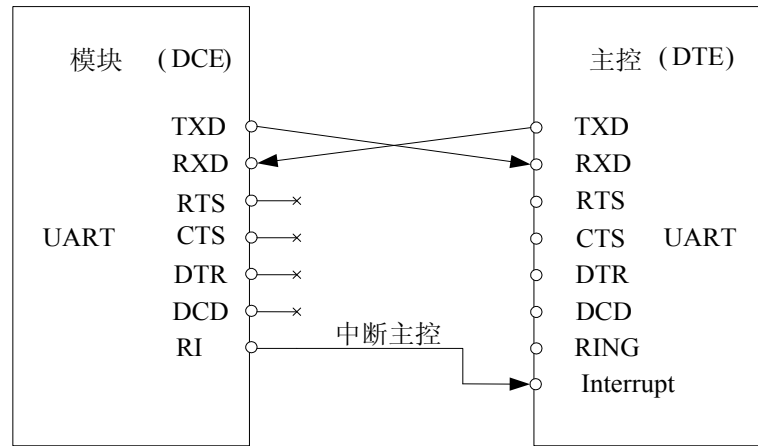 模块 (DCE)
TXD
RXD
RTS
CTS
UART
DTR
DCD
RI
中断主控
主控 (DTE)
TXD
RXD
RTS
CTS
UART
DTR
DCD
RING
Interrupt